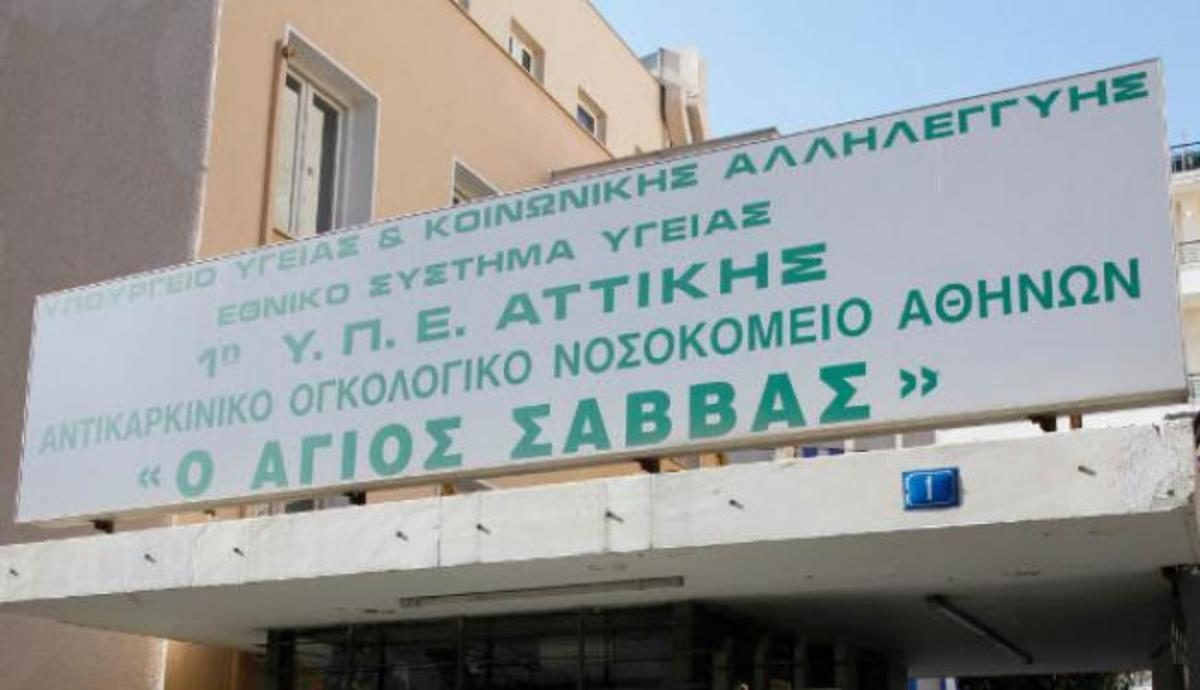 ΥΠΟΥΡΓΕΙΟ ΥΓΕΙΑΣ & ΚΟΙΝΩΝΙΚΗΣ ΑΛΛΗΛΕΓΓΥΗΣ
ΕΘΝΙΚΟ ΣΥΣΤΗΜΑ ΥΓΕΙΑΣ
1η Υ.Π.Ε. ΑΤΤΙΚΗΣ
ΑΝΤΙΚΑΡΚΙΝΙΚΟ ΟΓΚΟΛΟΓΙΚΟ ΝΟΣΟΚΟΜΕΙΟ ΑΘΗΝΩΝ
«Ο ΑΓΙΟΣ ΣΑΒΒΑΣ»
1